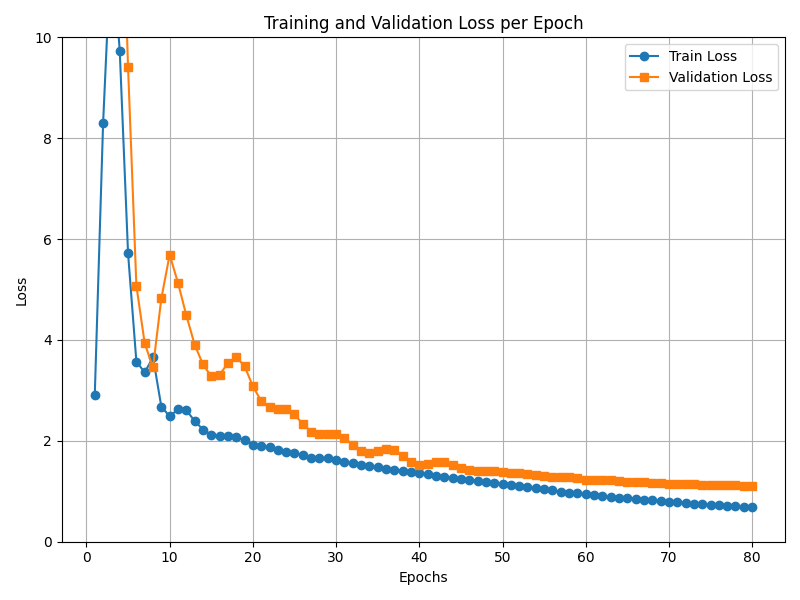 Training and Validation Loss per Epoch
Train Loss
Validation Loss
10
8
6
4
2
0
Loss
0 10 20 30 40 50 60 70 80
Epochs